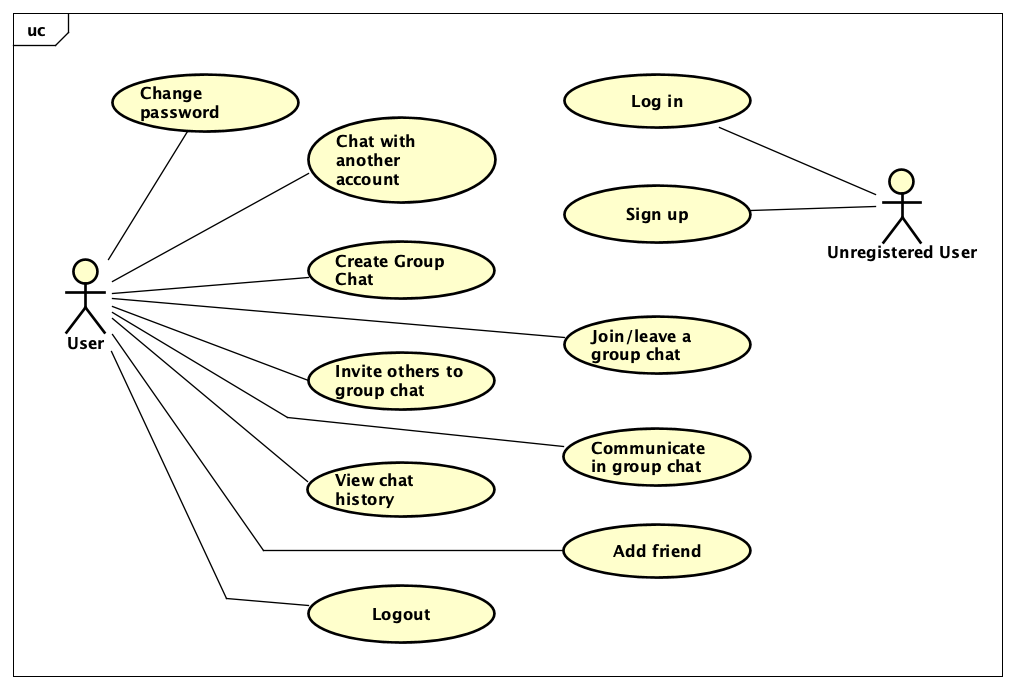 uc
Change
password
Chat with
another
account
Log in
Sign up
Unregistered User
Create Group
Chat
User
Join/leave a
group chat
Invite others to
group chat
Communicate
in group chat
View chat
history
Add friend
Logout